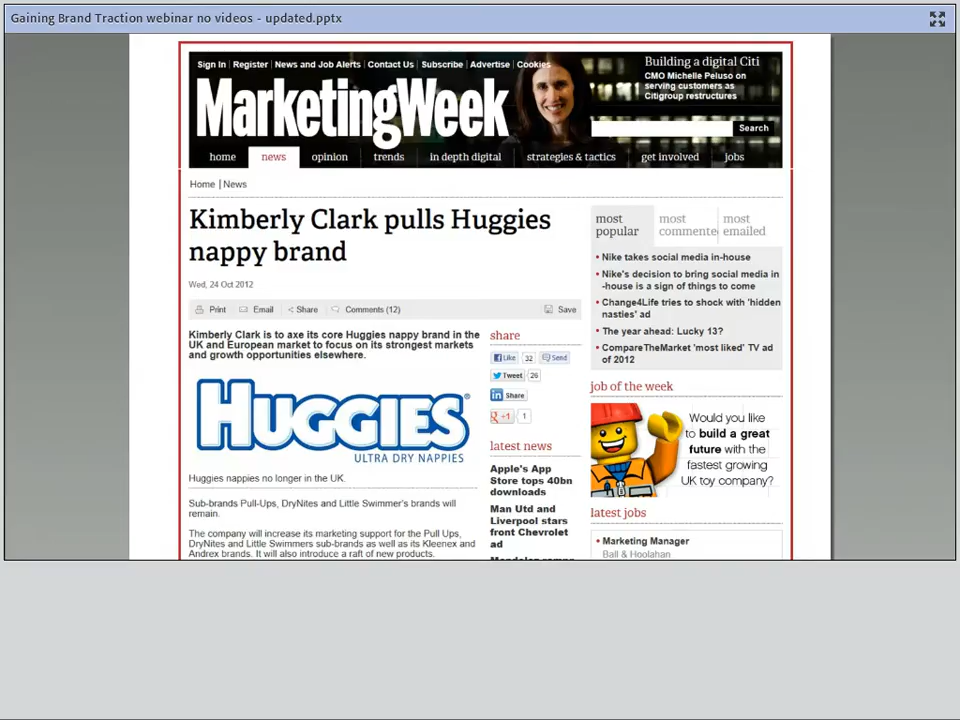 Gaining Brand Traction webinar no videos - updated.pptx
Sign In | Register | News and Job Alerts | Contact Us | Subscribe | Advertise | Cookies
Building a digital Citi
CMO Michelle Peluso on
serving customers as
Citigroup restructures
MarketingWeek
Search
home news opinion trends in depth digital strategies & tactics get involved jobs
Home | News
Kimberly Clark pulls Huggies
nappy brand
Wed, 24 Oct 2012
Print Email Share Comments (12) Save
Kimberly Clark is to axe its core Huggies nappy brand in the
UK and European market to focus on its strongest markets
and growth opportunities elsewhere.
HUGGIES®
ULTRA DRY NAPPIES
Huggies nappies no longer in the UK.
Sub-brands Pull-Ups, DryNites and Little Swimmer's brands will
remain.
The company will increase its marketing support for the Pull Ups,
DryNites and Little Swimmers sub-brands as well as its Kleenex and
Andrex brands. It will also introduce a raft of new products.
share
Like 32 Send
Tweet 26
in Share
g +1 1
latest news
Apple's App
Store tops 40bn
downloads
Man Utd and
Liverpool stars
front Chevrolet
ad
most
popular
most
commente
most
emailed
• Nike takes social media in-house
• Nike's decision to bring social media in
-house is a sign of things to come
• Change4Life tries to shock with 'hidden
nasties' ad
• The year ahead: Lucky 13?
• CompareTheMarket 'most liked' TV ad
of 2012
job of the week
Would you like
to build a great
future with the
fastest growing
UK toy company?
latest jobs
• Marketing Manager
Ball & Hoolahan